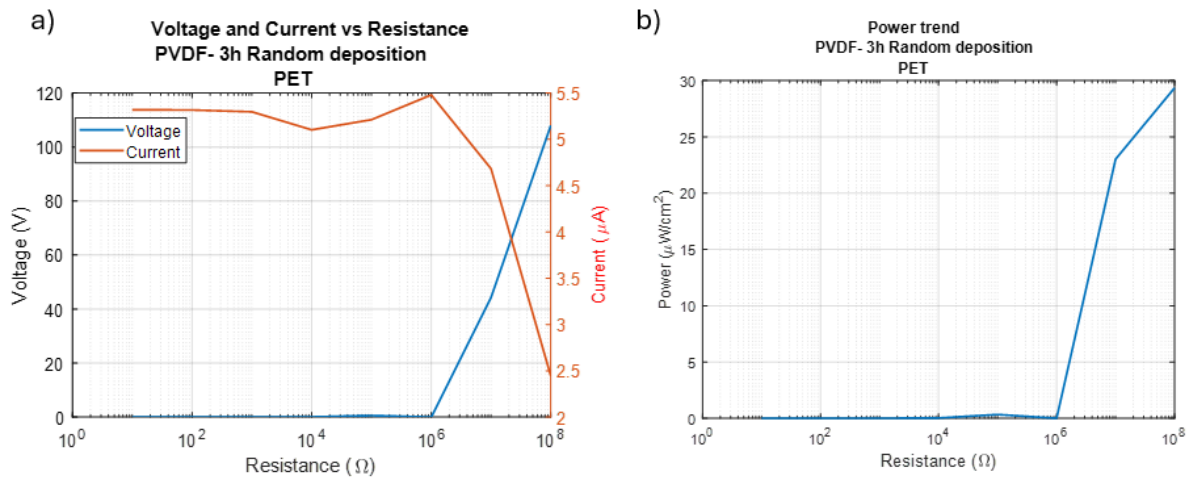 a)
Voltage and Current vs Resistance
PVDF- 3h Random deposition
PET
120
100
80
60
40
20
0
Voltage (V)
5.5
5
4.5
4
3.5
3
2.5
2
Current ( μA)
Voltage
Current
10^0
10^2
10^4
10^6
10^8
Resistance ( Ω)
b)
Power trend
PVDF- 3h Random deposition
PET
30
25
20
15
10
5
0
Power (μW/cm²)
10^0
10^2
10^4
10^6
10^8
Resistance (Ω)